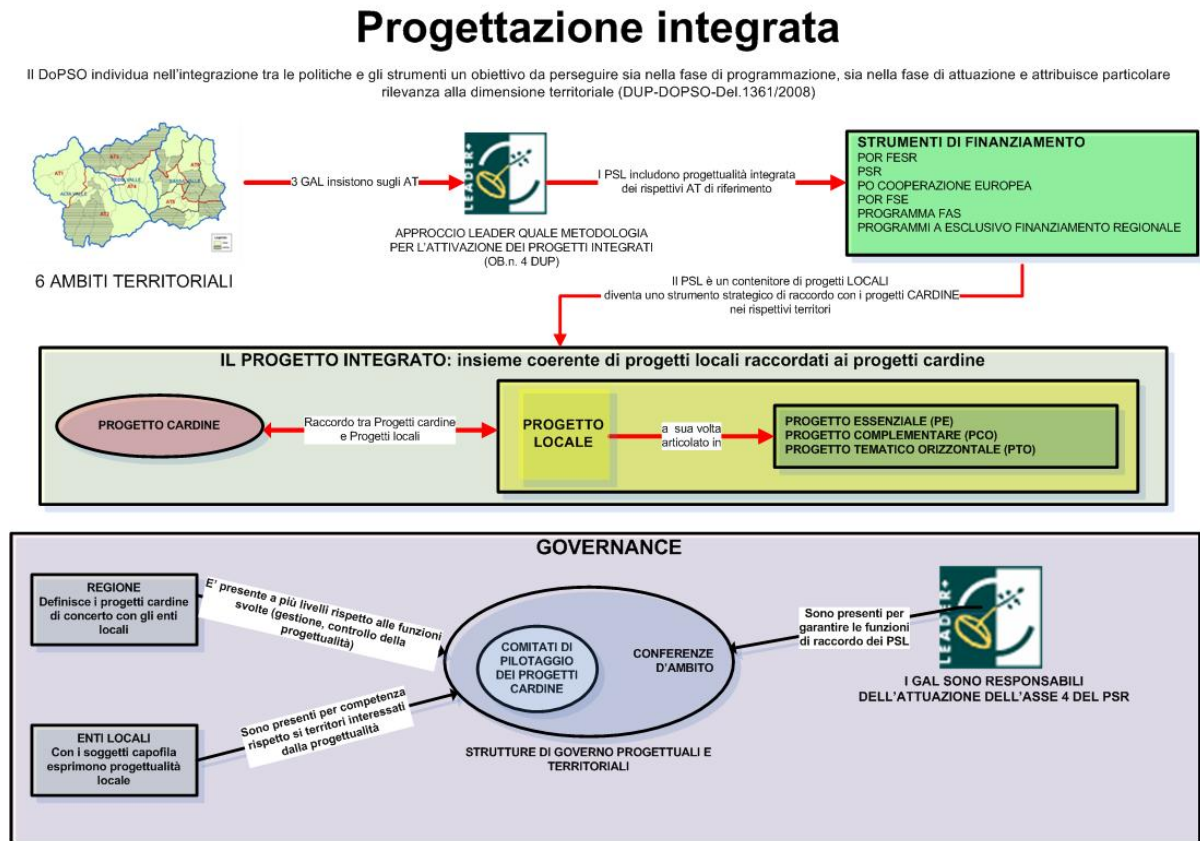 Progettazione integrata
Il DoPSO individua nell'integrazione tra le politiche e gli strumenti un obiettivo da perseguire sia nella fase di programmazione, sia nella fase di attuazione e attribuisce particolare
rilevanza alla dimensione territoriale (DUP-DOPSO-Del.1361/2008)
AT1
AT2
AT3
AT4
ALTA VALLE
6 AMBITI TERRITORIALI
3 GAL insistono sugli AT
LEADER+
APPROCCIO LEADER QUALE METODOLOGIA
PER L'ATTIVAZIONE DEI PROGETTI INTEGRATI
(OB.n. 4 DUP)
I PSL includono progettualità integrata
dei rispettivi AT di riferimento
STRUMENTI DI FINANZIAMENTO
POR FESR
PSR
PO COOPERAZIONE EUROPEA
POR FSE
PROGRAMMA FAS
PROGRAMMI A ESCLUSIVO FINANZIAMENTO REGIONALE
Il PSL è un contenitore di progetti LOCALI
diventa uno strumento strategico di raccordo con i progetti CARDINE
nei rispettivi territori
IL PROGETTO INTEGRATO: insieme coerente di progetti locali raccordati ai progetti cardine
PROGETTO CARDINE
Raccordo tra Progetti cardine
e Progetti locali
PROGETTO
LOCALE
a sua volta
articolato in
PROGETTO ESSENZIALE (PE)
PROGETTO COMPLEMENTARE (PCO)
PROGETTO TEMATICO ORIZZONTALE (PTO)
GOVERNANCE
REGIONE
Definisce i progetti cardine
di concerto con gli enti
locali
E' presente a più livelli rispetto alle funzioni
svolte (gestione, controllo della
progettualità)
ENTI LOCALI
Con i soggetti capofila
esprimono progettualità
locale
Sono presenti per competenza
rispetto si territori interessati
dalla progettualità
COMITATI DI
PILOTAGGIO
DEI PROGETTI
CARDINE
CONFERENZE
D'AMBITO
STRUTTURE DI GOVERNO PROGETTUALI E
TERRITORIALI
Sono presenti per
garantire le funzioni
di raccordo dei PSL
LEADER+
I GAL SONO RESPONSABILI
DELL'ATTUAZIONE DELL'ASSE 4 DEL PSR